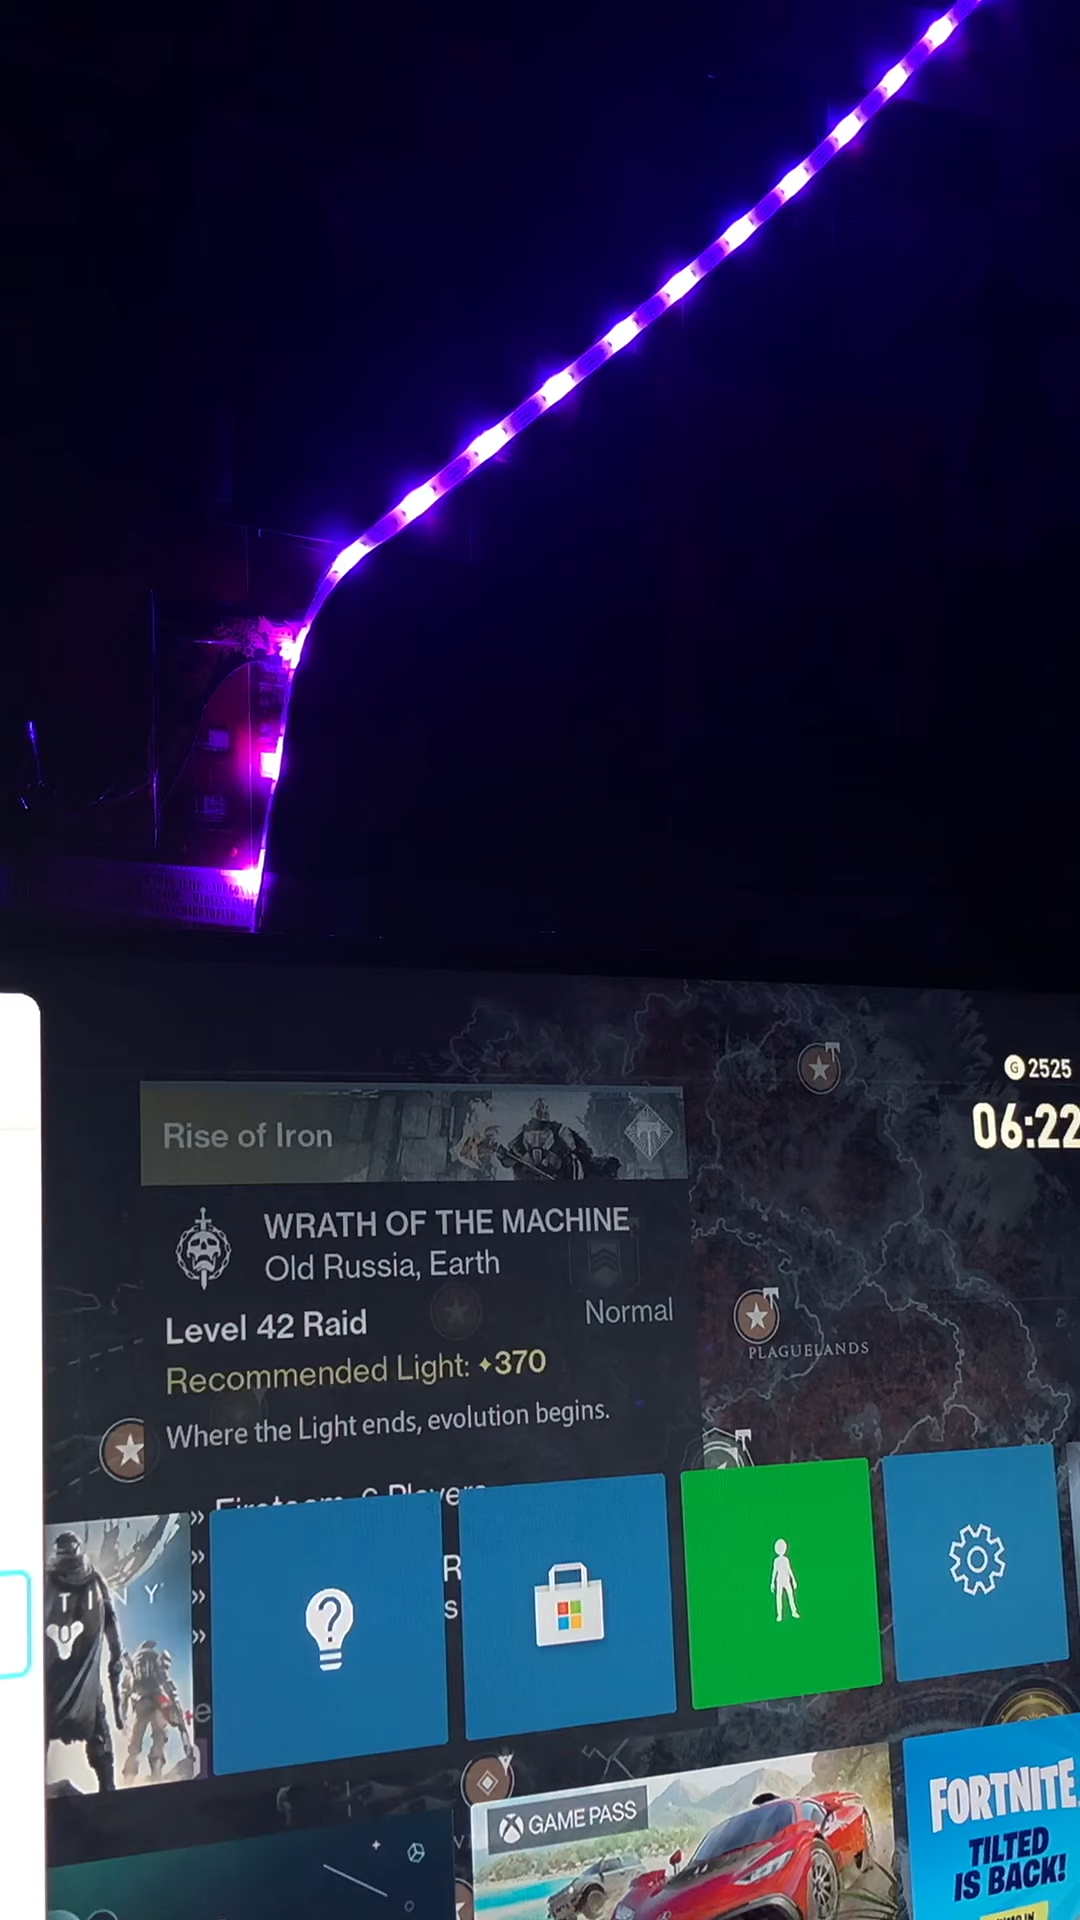 G 2525
06:22
Rise of Iron
WRATH OF THE MACHINE
Old Russia, Earth
Level 42 Raid
Normal
Recommended Light: 370
Where the Light ends, evolution begins.
PLAGUELANDS
TINY
GAME PASS
FORTNITE
TILTED
IS BACK!